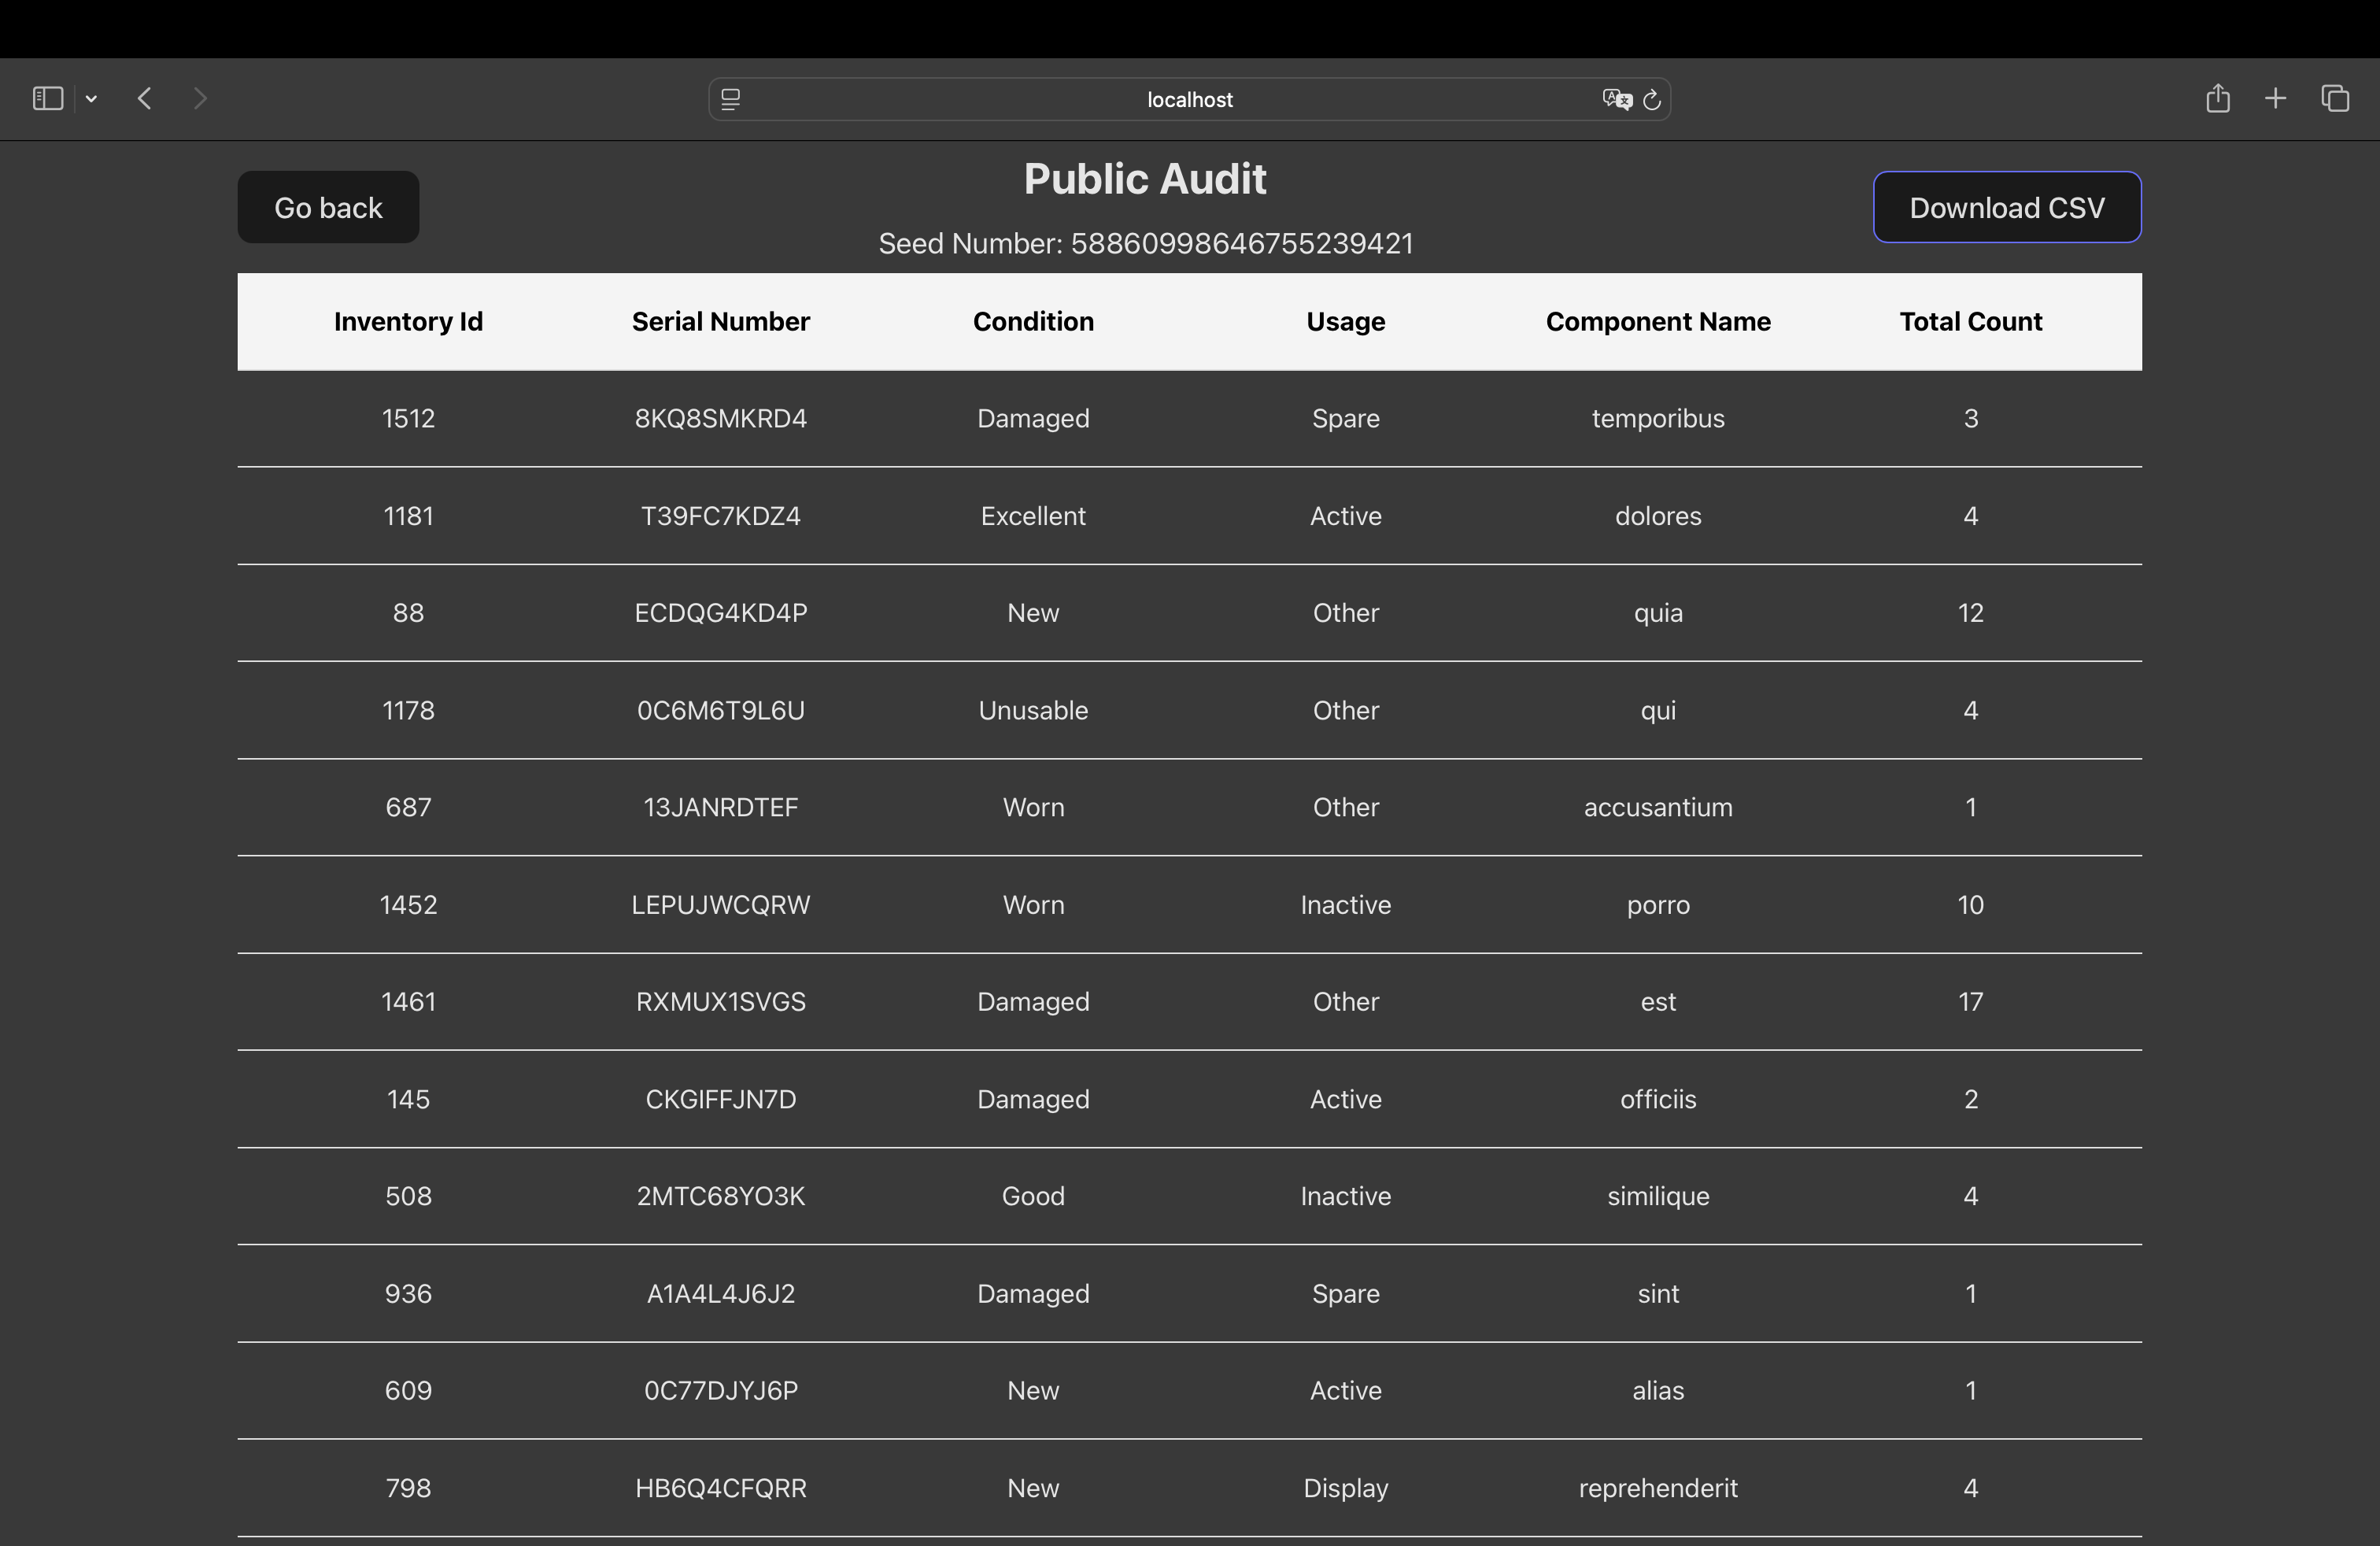 localhost
Public Audit
Go back
Download CSV
Seed Number: 58860998646755239421
Inventory Id Serial Number Condition Usage Component Name Total Count
1512 8KQ8SMKRD4 Damaged Spare temporibus 3
1181 T39FC7KDZ4 Excellent Active dolores 4
88 ECDQG4KD4P New Other quia 12
1178 0C6M6T9L6U Unusable Other qui 4
687 13JANRDTEF Worn Other accusantium 1
1452 LEPUJWCQRW Worn Inactive porro 10
1461 RXMUX1SVGS Damaged Other est 17
145 CKGIFFJN7D Damaged Active officiis 2
508 2MTC68YO3K Good Inactive similique 4
936 A1A4L4J6J2 Damaged Spare sint 1
609 0C77DJYJ6P New Active alias 1
798 HB6Q4CFQRR New Display reprehenderit 4